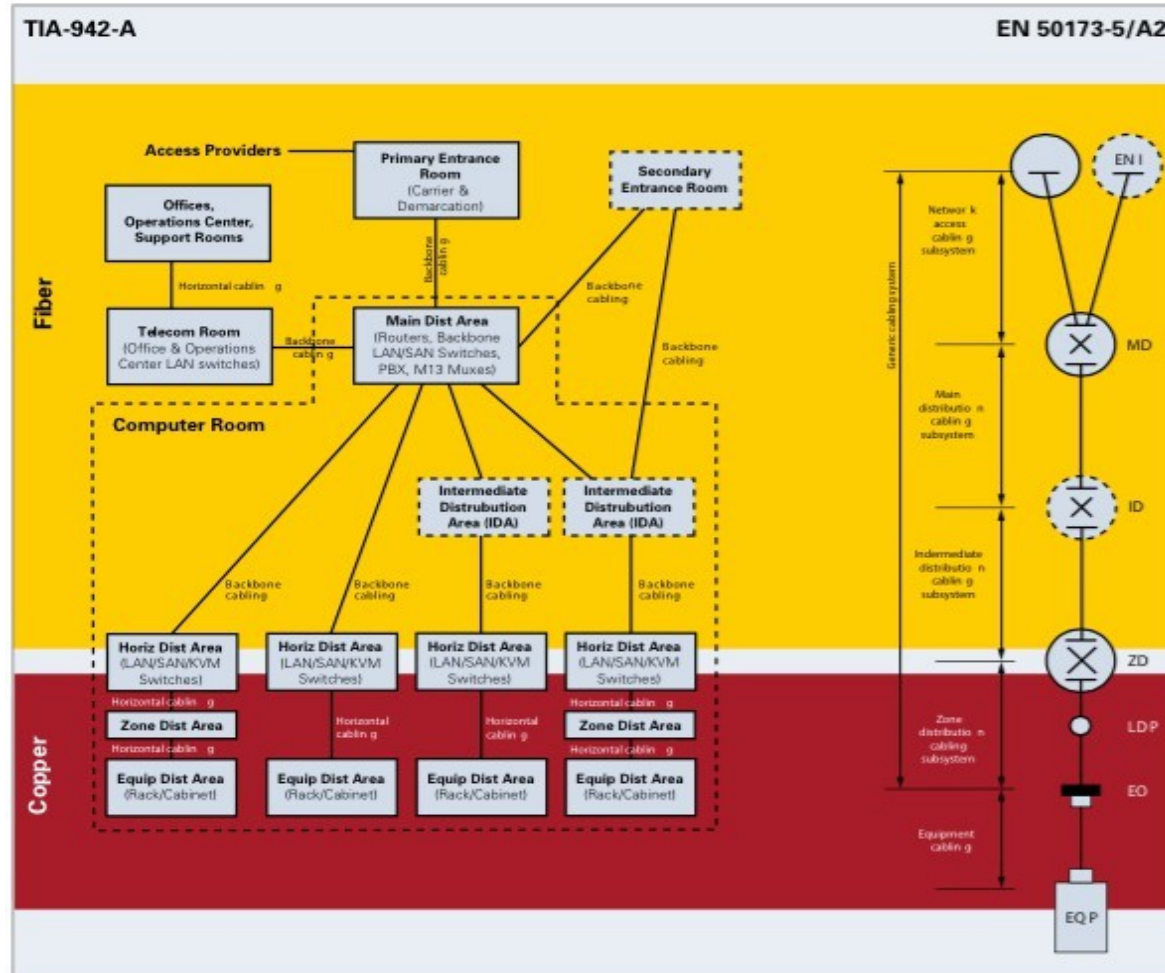 TIA-942-A
EN 50173-5/A2
Fiber
Copper
Access Providers
Primary Entrance
Room
(Carrier &
Demarcation)
Secondary
Entrance Room
Offices,
Operations Center,
Support Rooms
Backbone
cablin g
Horizontal cablin g
Backbone
cabling
Telecom Room
(Office & Operations
Center LAN switches)
Backbone
cablin g
Main Dist Area
(Routers, Backbone
LAN/SAN Switches,
PBX, M13 Muxes)
Backbone
cabling
Computer Room
Intermediate
Distrubution
Area (IDA)
Intermediate
Distrubution
Area (IDA)
Backbone
cabling
Backbone
cabling
Backbone
cabling
Backbone
cabling
Horiz Dist Area
(LAN/SAN/KVM
Switches)
Horiz Dist Area
(LAN/SAN/KVM
Switches)
Horiz Dist Area
(LAN/SAN/KVM
Switches)
Horiz Dist Area
(LAN/SAN/KVM
Switches)
Horizontal cablin g
Zone Dist Area
Horizontal cablin g
Horizontal
cablin g
Horizontal
cablin g
Horizontal cablin g
Zone Dist Area
Horizontal cablin g
Equip Dist Area
(Rack/Cabinet)
Equip Dist Area
(Rack/Cabinet)
Equip Dist Area
(Rack/Cabinet)
Equip Dist Area
(Rack/Cabinet)
EN I
Generic cabling system
Networ k
access
cablin g
subsystem
MD
Main
distributio n
cablin g
subsystem
ID
Indermediate
distributio n
cablin g
subsystem
ZD
Zone
distributio n
cabling
subsystem
LD P
EO
Equipment
cablin g
EQ P